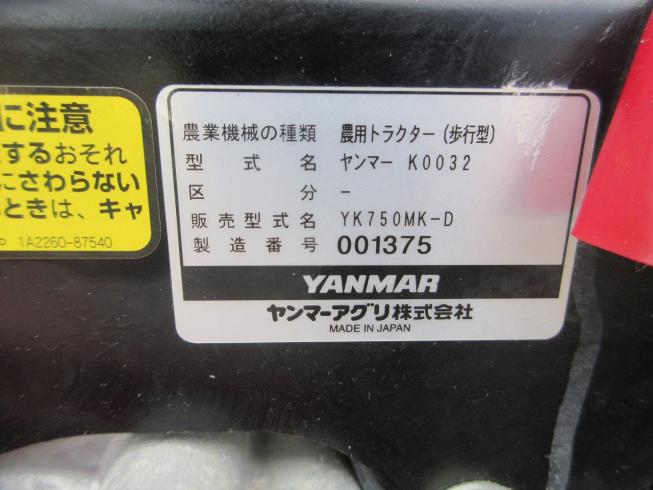 に注意
するおそれ
にさわらない
ときは、キャ
1A2260-87540
農業機械の種類 農用トラクター(歩行型)
型式名 ヤンマー K0032
区分 -
販売型式名 YK750MK-D
製造番号 001375
YANMAR
ヤンマーアグリ株式会社
MADE IN JAPAN